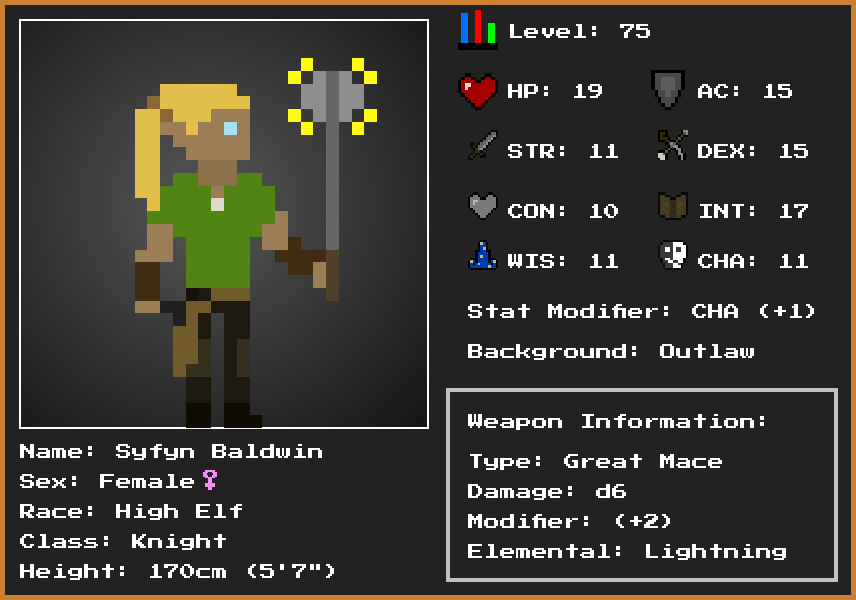 Level: 75
HP: 19 AC: 15
STR: 11 DEX: 15
CON: 10 INT: 17
WIS: 11 CHA: 11
Stat Modifier: CHA (+1)
Background: Outlaw
Name: Syfyn Baldwin
Sex: Female♀
Race: High Elf
Class: Knight
Height: 170cm (5'7")
Weapon Information:
Type: Great Mace
Damage: d6
Modifier: (+2)
Elemental: Lightning